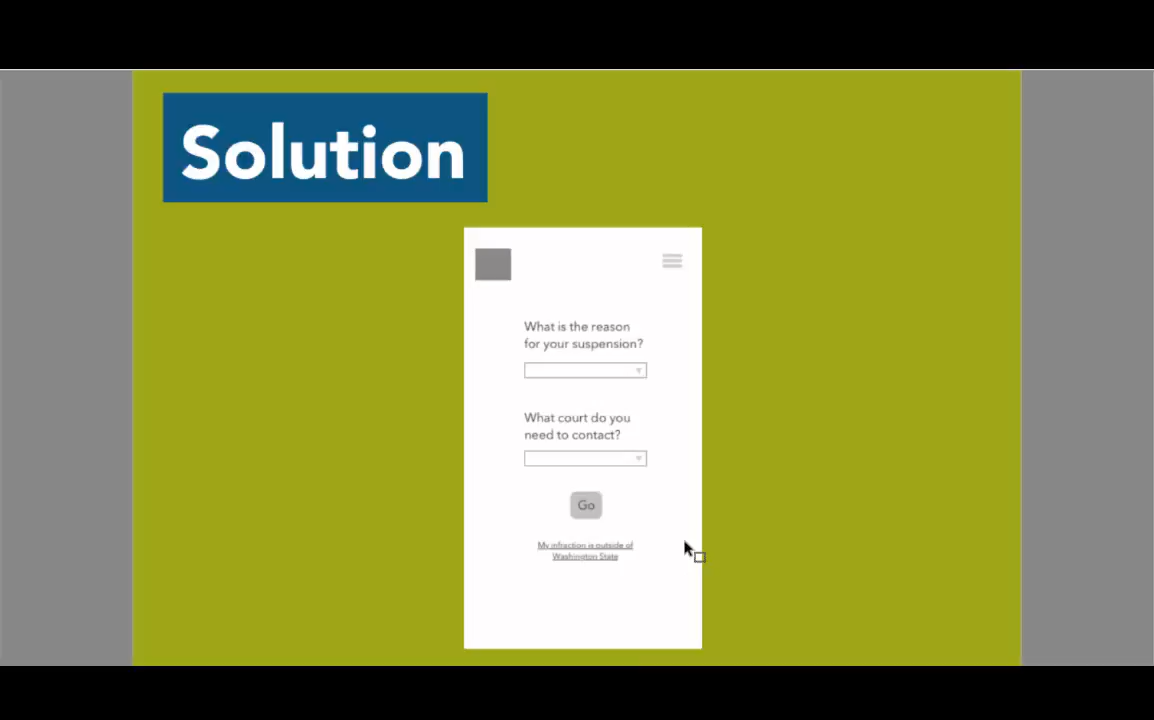 Solution
What is the reason
for your suspension?
What court do you
need to contact?
Go
My infraction is outside of
Washington State